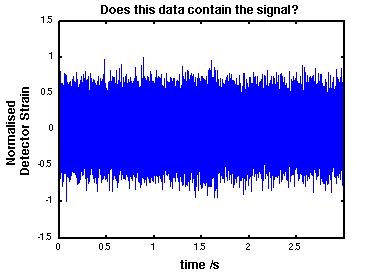 Does this data contain the signal?
1.5
1
0.5
0
-0.5
-1
-1.5
Normalised
Detector Strain
0 0.5 1 1.5 2 2.5
time /s